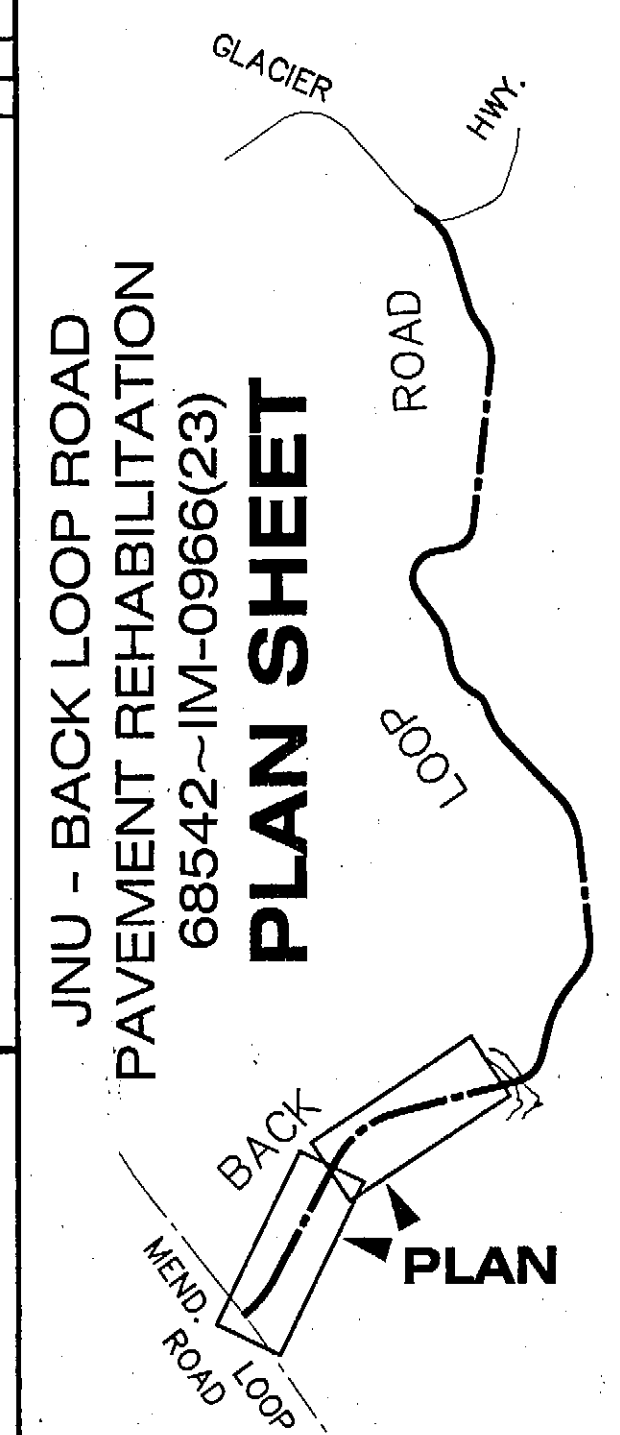 JNU - BACK LOOP ROAD
PAVEMENT REHABILITATION
68542~IM-0966(23)
PLAN SHEET
GLACIER
HWY.
ROAD
LOOP
BACK
MEND.
LOOP
ROAD
PLAN